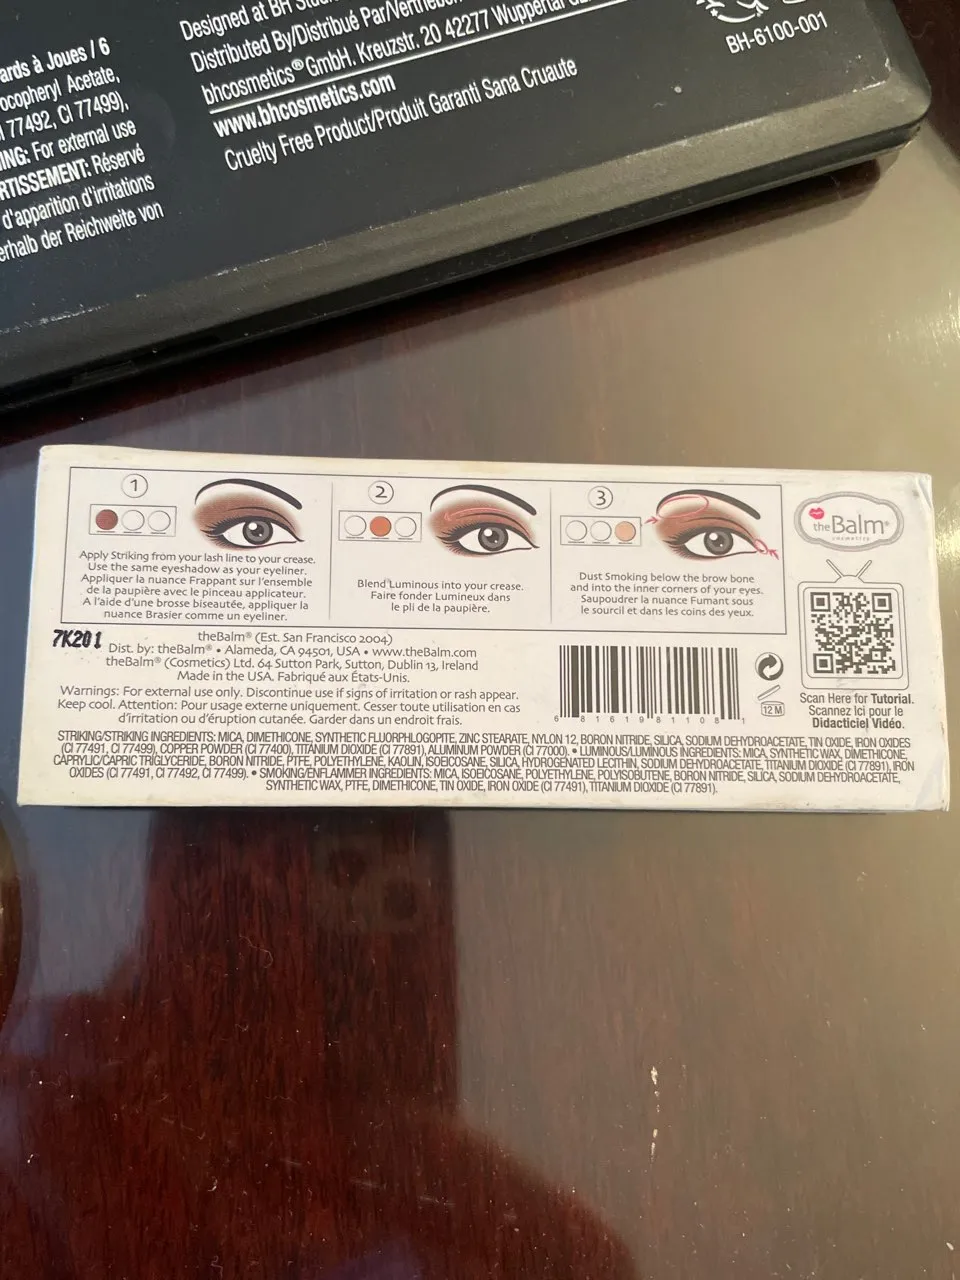 ards à Joues / 6
ocopheryl Acetate,
77492, CI 77499),
For external use
RTISSEMENT: Réservé
d'apparition d'irritations
erhalb der Reichweite von
Designed at BH
Distributed By/Distribué Par/
bhcosmetics® GmbH. Kreuzstr. 20 42277 Wuppertal
www.bhcosmetics.com
Cruelty Free Product/Produit Garanti Sana Cruaute
BH-6100-001
1
Apply Striking from your lash line to your crease.
Use the same eyeshadow as your eyeliner.
Appliquer la nuance Frappant sur l'ensemble
de la paupière avec le pinceau applicateur.
A l'aide d'une brosse biseautée, appliquer la
nuance Brasier comme un eyeliner.
2
Blend Luminous into your crease.
Faire fonder Lumineux dans
le pli de la paupière.
3
Dust Smoking below the brow bone
and into the inner corners of your eyes.
Saupoudrer la nuance Fumant sous
le sourcil et dans les coins des yeux.
theBalm®
cosmetics
7K201
theBalm® (Est. San Francisco 2004)
Dist. by: theBalm® • Alameda, CA 94501, USA • www.theBalm.com
theBalm® (Cosmetics) Ltd. 64 Sutton Park, Sutton, Dublin 13, Ireland
Made in the USA. Fabriqué aux États-Unis.
Warnings: For external use only. Discontinue use if signs of irritation or rash appear.
Keep cool. Attention: Pour usage externe uniquement. Cesser toute utilisation en cas
d'irritation ou d'éruption cutanée. Garder dans un endroit frais.
6 81619 81108 1
12 M
Scan Here for Tutorial.
Scannez Ici pour le
Didacticiel Vidéo.
STRIKING/STRIKING INGREDIENTS: MICA, DIMETHICONE, SYNTHETIC FLUORPHLOGOPITE, ZINC STEARATE, NYLON 12, BORON NITRIDE, SILICA, SODIUM DEHYDROACETATE, TIN OXIDE, IRON OXIDES
(CI 77491, CI 77499), COPPER POWDER (CI 77400), TITANIUM DIOXIDE (CI 77891), ALUMINUM POWDER (CI 77000). • LUMINOUS/LUMINOUS INGREDIENTS: MICA, SYNTHETIC WAX, DIMETHICONE,
CAPRYLIC/CAPRIC TRIGLYCERIDE, BORON NITRIDE, PTFE, POLYETHYLENE, KAOLIN, ISOEICOSANE, SILICA, HYDROGENATED LECITHIN, SODIUM DEHYDROACETATE, TITANIUM DIOXIDE (CI 77891), IRON
OXIDES (CI 77491, CI 77492, CI 77499). • SMOKING/ENFLAMMER INGREDIENTS: MICA, ISOEICOSANE, POLYETHYLENE, POLYISOBUTENE, BORON NITRIDE, SILICA, SODIUM DEHYDROACETATE,
SYNTHETIC WAX, PTFE, DIMETHICONE, TIN OXIDE, IRON OXIDE (CI 77491), TITANIUM DIOXIDE (CI 77891).